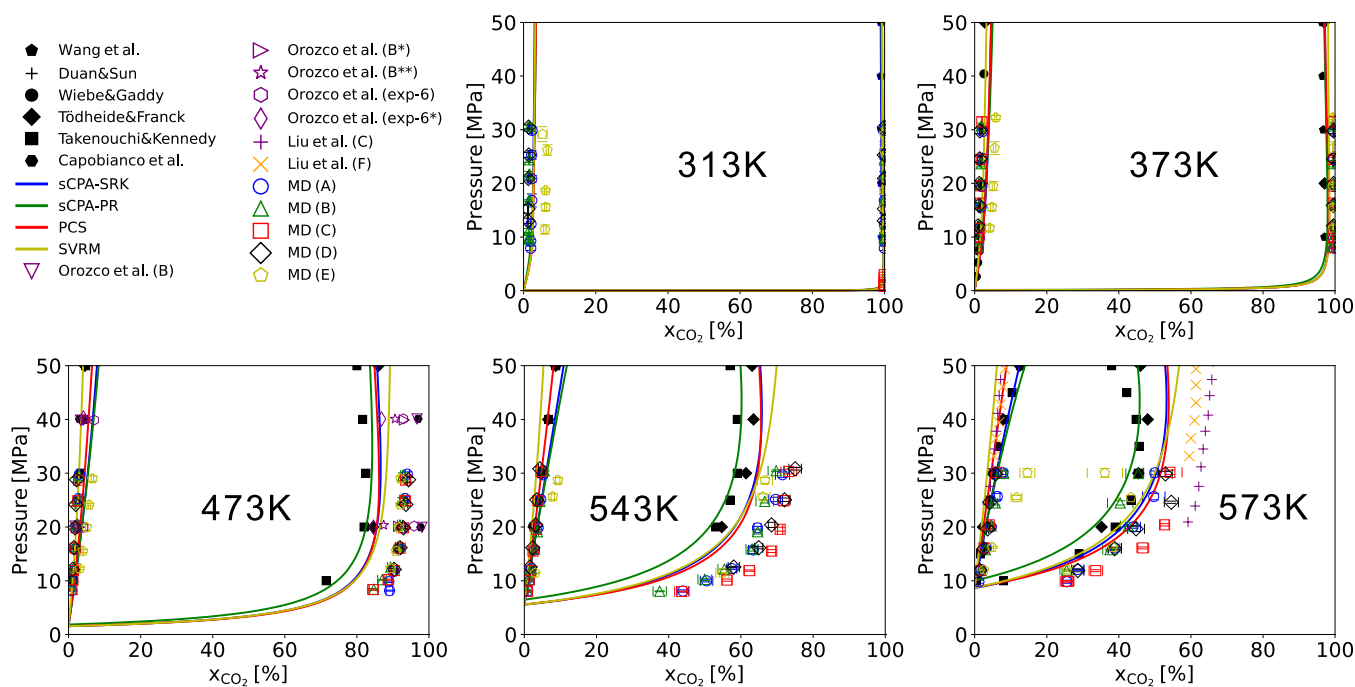 Wang et al.
Duan&Sun
Wiebe&Gaddy
Tödheide&Franck
Takenouchi&Kennedy
Capobianco et al.
sCPA-SRK
sCPA-PR
PCS
SVRM
Orozco et al. (B)
Orozco et al. (B*)
Orozco et al. (B**)
Orozco et al. (exp-6)
Orozco et al. (exp-6*)
Liu et al. (C)
Liu et al. (F)
MD (A)
MD (B)
MD (C)
MD (D)
MD (E)
Pressure [MPa]
50
40
30
20
10
0
313K
0 20 40 60 80 100
xCO2 [%]
Pressure [MPa]
50
40
30
20
10
0
373K
0 20 40 60 80 100
xCO2 [%]
Pressure [MPa]
50
40
30
20
10
0
473K
0 20 40 60 80 100
xCO2 [%]
Pressure [MPa]
50
40
30
20
10
0
543K
0 20 40 60 80 100
xCO2 [%]
Pressure [MPa]
50
40
30
20
10
0
573K
0 20 40 60 80 100
xCO2 [%]